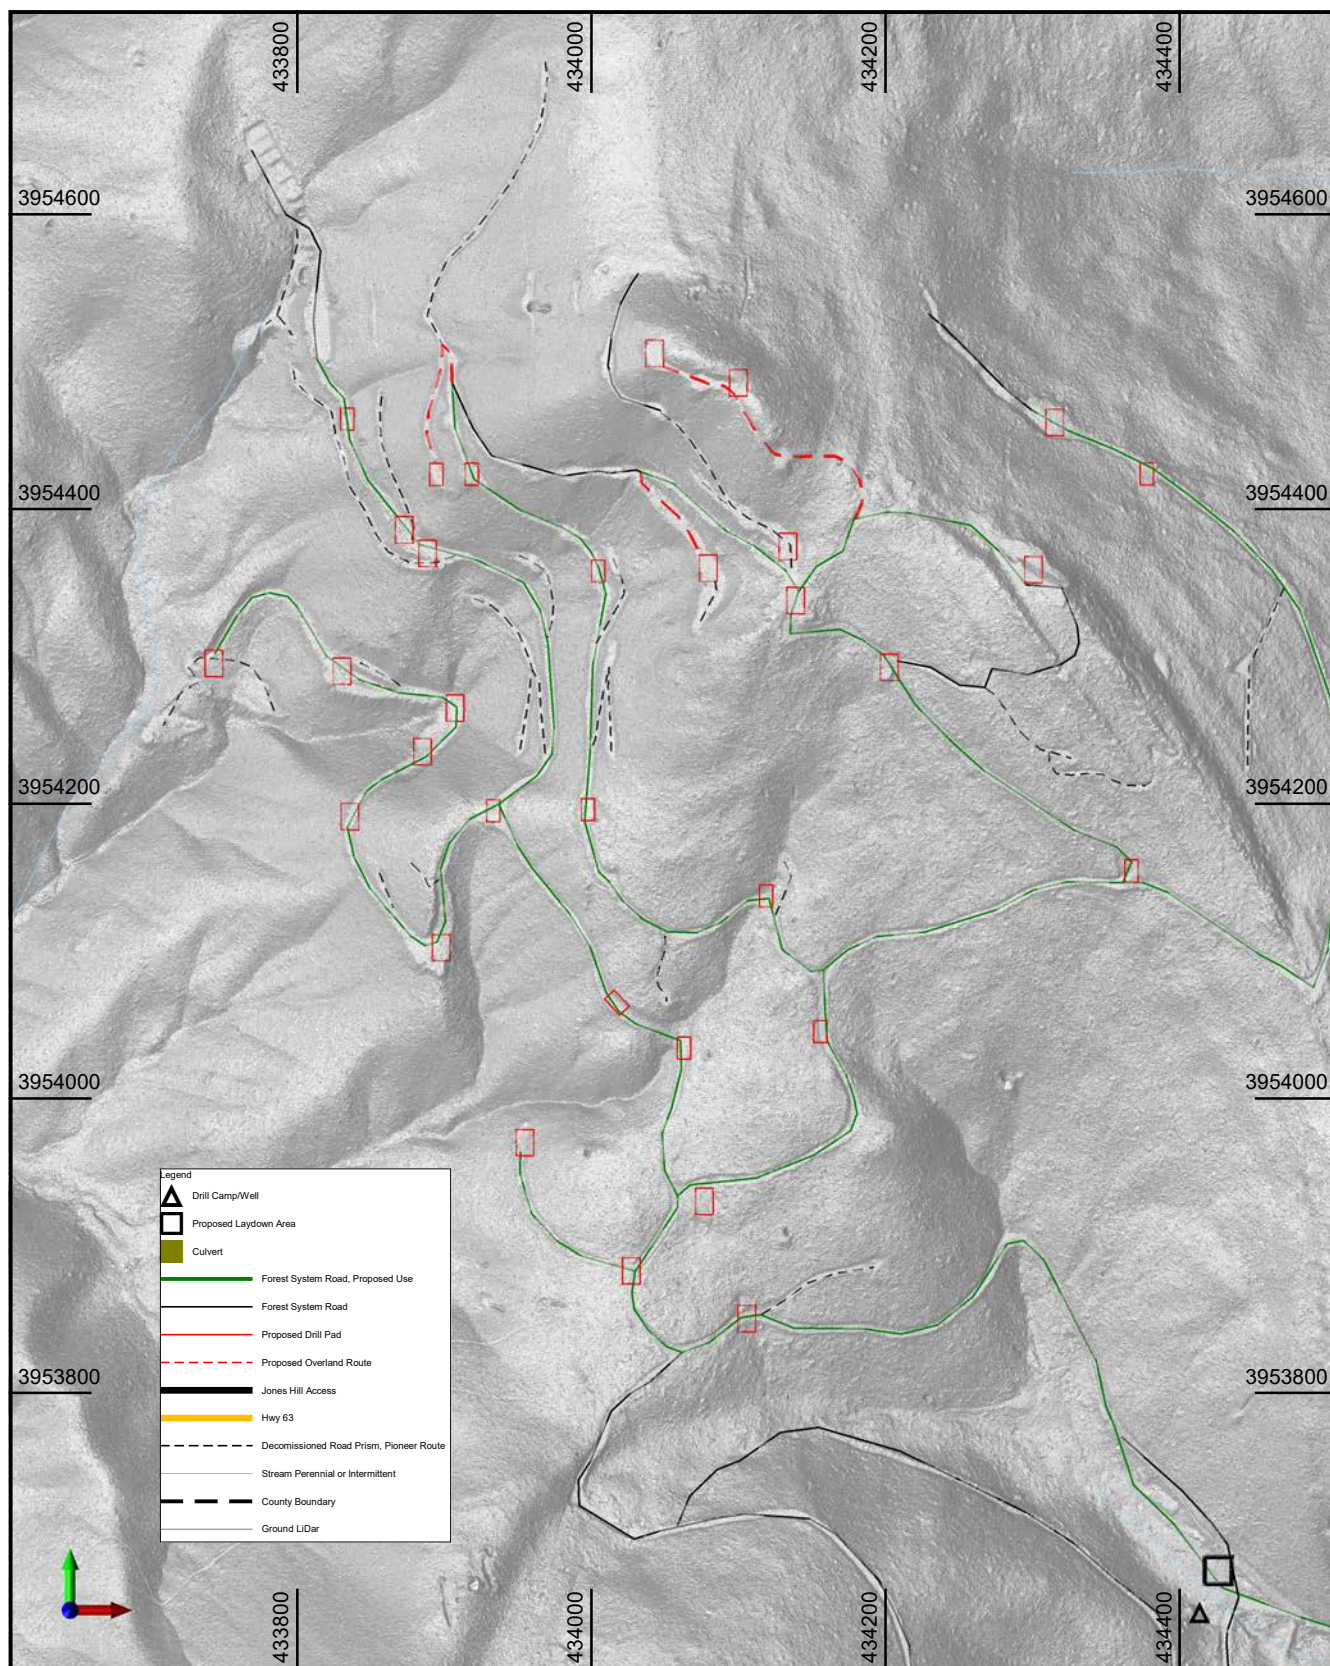 433800
434000
434200
434400
3954600
3954600
3954400
3954400
3954200
3954200
3954000
3954000
3953800
3953800
Legend
Drill Camp/Well
Proposed Laydown Area
Culvert
Forest System Road, Proposed Use
Forest System Road
Proposed Drill Pad
Proposed Overland Route
Jones Hill Access
Hwy 63
Decomissioned Road Prism, Pioneer Route
Stream Perennial or Intermittent
County Boundary
Ground LiDar
433800
434000
434200
434400